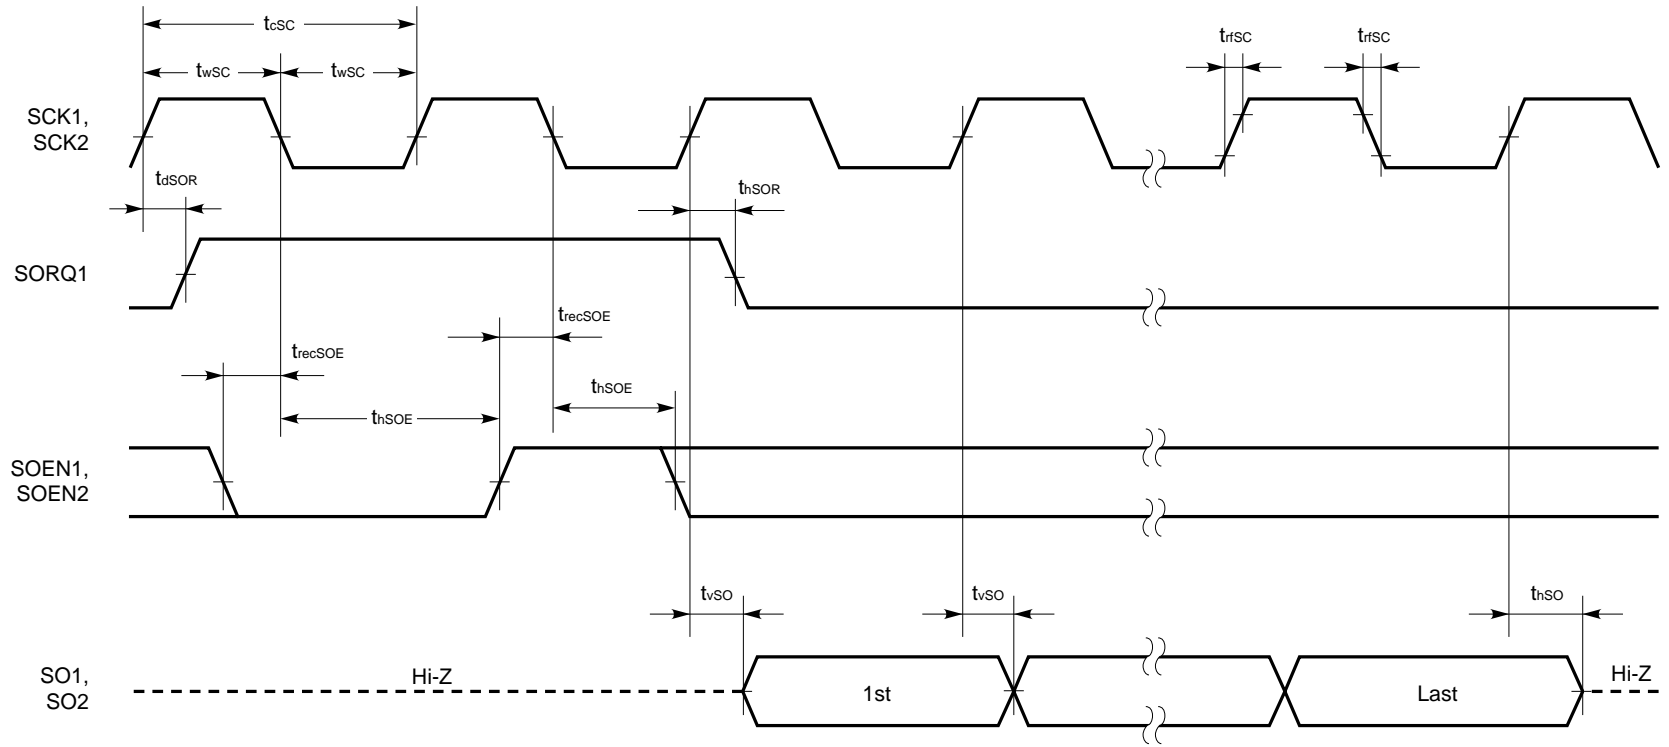 tcSC
twSC twSC
trfSC trfSC
SCK1,
SCK2
tdSOR
thSOR
SORQ1
trecSOE
trecSOE
thSOE
thSOE
SOEN1,
SOEN2
tvSO tvSO thSO
SO1,
SO2
Hi-Z
1st
Last
Hi-Z